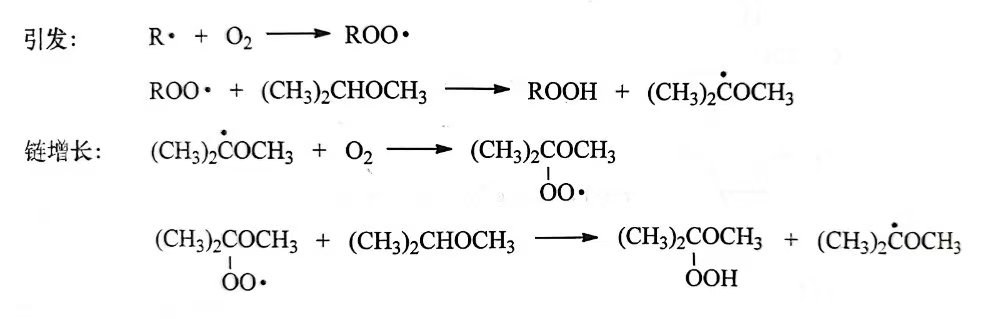 引发: R• + O₂ ⟶ ROO•
ROO• + (CH₃)₂CHOCH₃ ⟶ ROOH + (CH₃)₂ĊOCH₃
链增长: (CH₃)₂ĊOCH₃ + O₂ ⟶ (CH₃)₂COCH₃
OO•
(CH₃)₂COCH₃ + (CH₃)₂CHOCH₃ ⟶ (CH₃)₂COCH₃ + (CH₃)₂ĊOCH₃
OO• OOH